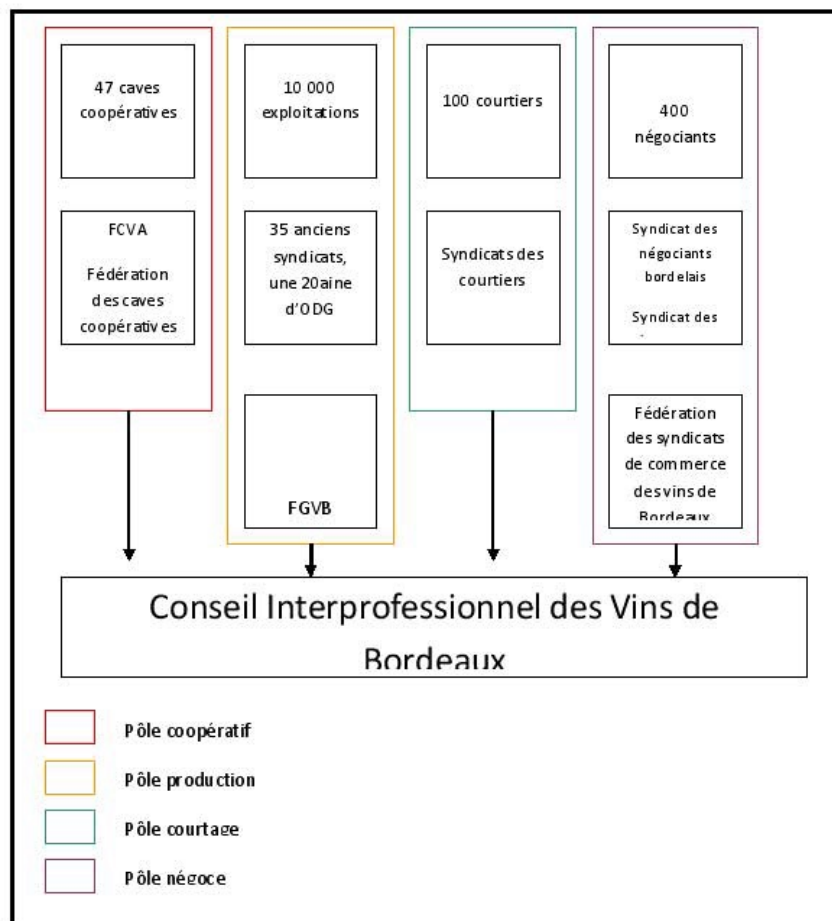 47 caves
coopératives
FCVA
Fédération
des caves
coopératives
10 000
exploitations
35 anciens
syndicats,
une 20aine
d'ODG
FGVB
100 courtiers
Syndicats des
courtiers
400
négociants
Syndicat des
négociants
bordelais
Syndicat des
Fédération
des syndicats
de commerce
des vins de
Bordeaux
Conseil Interprofessionnel des Vins de
Bordeaux
Pôle coopératif
Pôle production
Pôle courtage
Pôle négoce